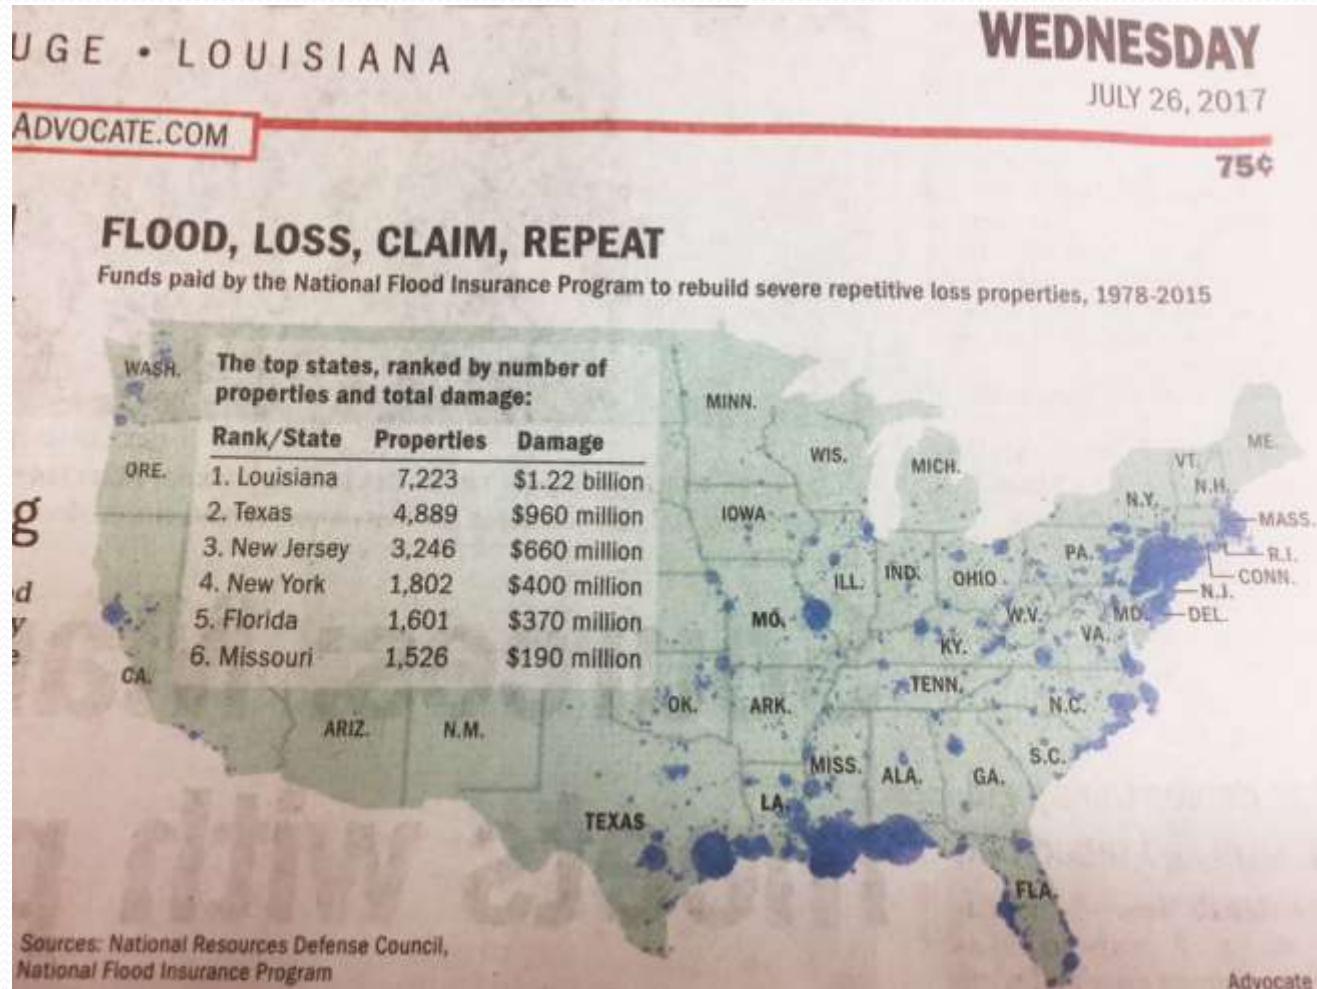 UGE • LOUISIANA
WEDNESDAY
JULY 26, 2017
ADVOCATE.COM
75¢
FLOOD, LOSS, CLAIM, REPEAT
Funds paid by the National Flood Insurance Program to rebuild severe repetitive loss properties, 1978-2015
The top states, ranked by number of
properties and total damage:
Rank/State Properties Damage
1. Louisiana 7,223 $1.22 billion
2. Texas 4,889 $960 million
3. New Jersey 3,246 $660 million
4. New York 1,802 $400 million
5. Florida 1,601 $370 million
6. Missouri 1,526 $190 million
WASH.
ORE.
CA.
ARIZ.
N.M.
TEXAS
OK.
ARK.
LA.
MISS.
ALA.
GA.
FLA.
S.C.
N.C.
TENN.
KY.
VA.
W.V.
MD.
DEL.
N.J.
CONN.
R.I.
MASS.
N.H.
VT.
ME.
N.Y.
PA.
OHIO
IND.
ILL.
MO.
IOWA
MINN.
WIS.
MICH.
g
d
y
e
Sources: National Resources Defense Council,
National Flood Insurance Program
Advocate